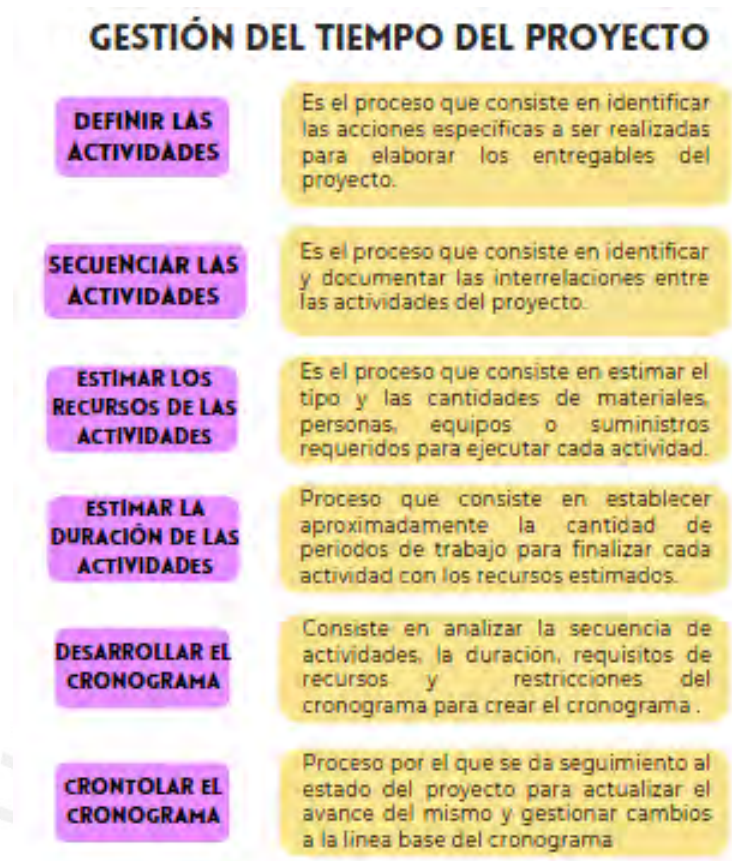 GESTIÓN DEL TIEMPO DEL PROYECTO
DEFINIR LAS
ACTIVIDADES
Es el proceso que consiste en identificar
las acciones específicas a ser realizadas
para elaborar los entregables del
proyecto.
SECUENCIAR LAS
ACTIVIDADES
Es el proceso que consiste en identificar
y documentar las interrelaciones entre
las actividades del proyecto.
ESTIMAR LOS
RECURSOS DE LAS
ACTIVIDADES
Es el proceso que consiste en estimar el
tipo y las cantidades de materiales,
personas, equipos o suministros
requeridos para ejecutar cada actividad.
ESTIMAR LA
DURACIÓN DE LAS
ACTIVIDADES
Proceso que consiste en establecer
aproximadamente la cantidad de
periodos de trabajo para finalizar cada
actividad con los recursos estimados.
DESARROLLAR EL
CRONOGRAMA
Consiste en analizar la secuencia de
actividades, la duración, requisitos de
recursos y restricciones del
cronograma para crear el cronograma .
CRONTOLAR EL
CRONOGRAMA
Proceso por el que se da seguimiento al
estado del proyecto para actualizar el
avance del mismo y gestionar cambios
a la línea base del cronograma